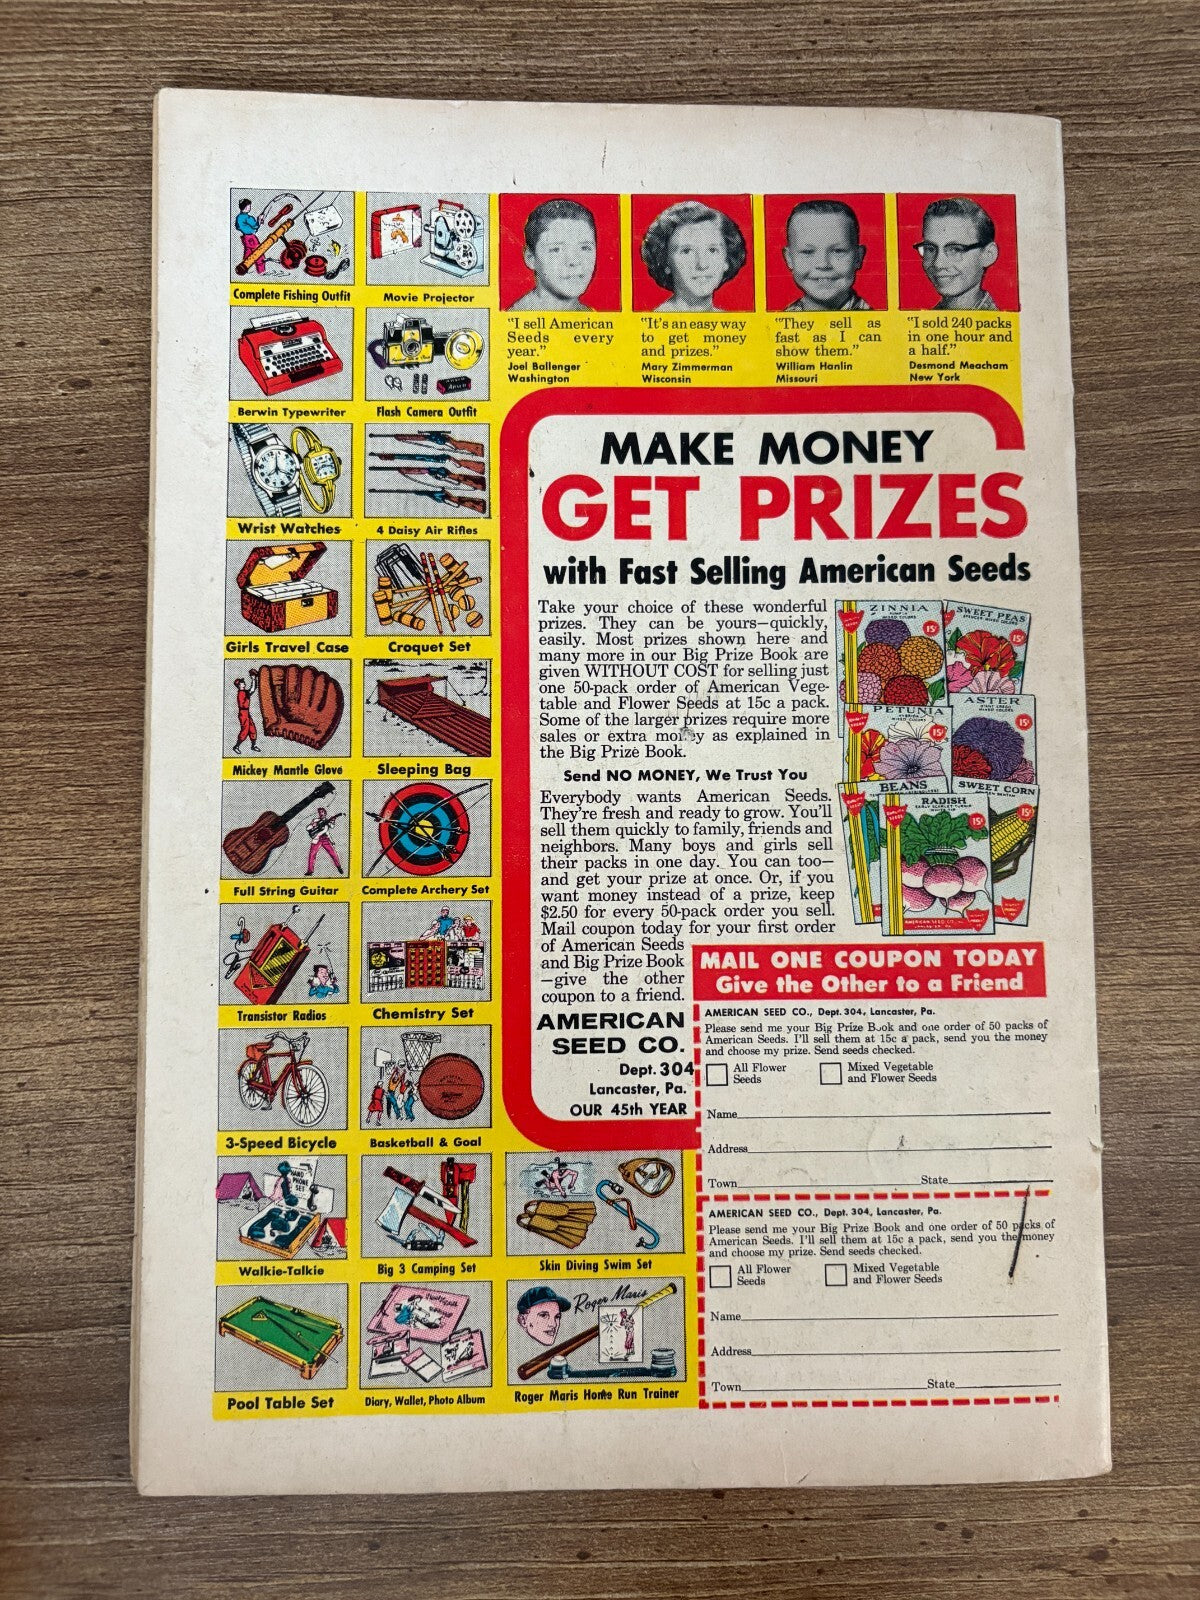 "I sell American
Seeds every
year."
Joel Ballenger
Washington
"It's an easy way
to get money
and prizes."
Mary Zimmerman
Wisconsin
"They sell as
fast as I can
show them."
William Hanlin
Missouri
"I sold 240 packs
in one hour and
a half."
Desmond Meacham
New York
Complete Fishing Outfit
Movie Projector
Berwin Typewriter
Flash Camera Outfit
Wrist Watches
4 Daisy Air Rifles
Girls Travel Case
Croquet Set
Mickey Mantle Glove
Sleeping Bag
Full String Guitar
Complete Archery Set
Transistor Radios
Chemistry Set
3-Speed Bicycle
Basketball & Goal
HAND
PHONE
SET
Walkie-Talkie
Big 3 Camping Set
Skin Diving Swim Set
Pool Table Set
Diary, Wallet, Photo Album
Roger Maris
Roger Maris Home Run Trainer
MAKE MONEY
GET PRIZES
with Fast Selling American Seeds
Take your choice of these wonderful
prizes. They can be yours—quickly,
easily. Most prizes shown here and
many more in our Big Prize Book are
given WITHOUT COST for selling just
one 50-pack order of American Vege-
table and Flower Seeds at 15c a pack.
Some of the larger prizes require more
sales or extra money as explained in
the Big Prize Book.
Send NO MONEY, We Trust You
Everybody wants American Seeds.
They're fresh and ready to grow. You'll
sell them quickly to family, friends and
neighbors. Many boys and girls sell
their packs in one day. You can too—
and get your prize at once. Or, if you
want money instead of a prize, keep
$2.50 for every 50-pack order you sell.
Mail coupon today for your first order
of American Seeds
and Big Prize Book
—give the other
coupon to a friend.
AMERICAN
SEED CO.
Dept. 304
Lancaster, Pa.
OUR 45th YEAR
ZINNIA
15¢
SWEET PEAS
15¢
PETUNIA
15¢
ASTER
15¢
BEANS
SWEET CORN
15¢
RADISH
15¢
AMERICAN SEED CO.
MAIL ONE COUPON TODAY
Give the Other to a Friend
AMERICAN SEED CO., Dept. 304, Lancaster, Pa.
Please send me your Big Prize Book and one order of 50 packs of
American Seeds. I'll sell them at 15c a pack, send you the money
and choose my prize. Send seeds checked.
All Flower
Seeds
Mixed Vegetable
and Flower Seeds
Name
Address
Town State
AMERICAN SEED CO., Dept. 304, Lancaster, Pa.
Please send me your Big Prize Book and one order of 50 packs of
American Seeds. I'll sell them at 15c a pack, send you the money
and choose my prize. Send seeds checked.
All Flower
Seeds
Mixed Vegetable
and Flower Seeds
Name
Address
Town State